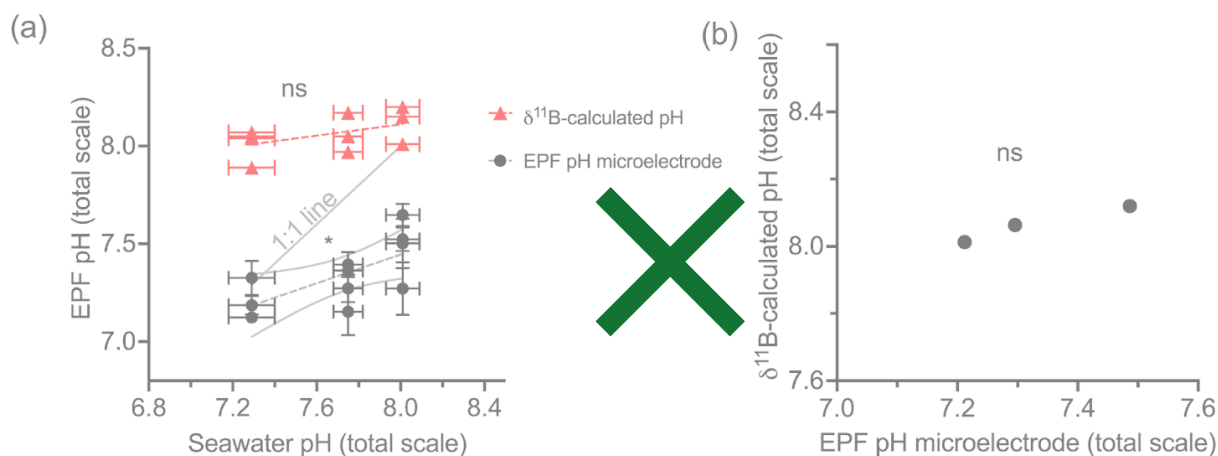 (a)
8.5
8.0
7.5
7.0
EPF pH (total scale)
ns
1:1 line
*
6.8 7.2 7.6 8.0 8.4
Seawater pH (total scale)
δ¹¹B-calculated pH
EPF pH microelectrode
(b)
8.4
8.0
7.6
δ¹¹B-calculated pH (total scale)
ns
7.0 7.2 7.4 7.6
EPF pH microelectrode (total scale)